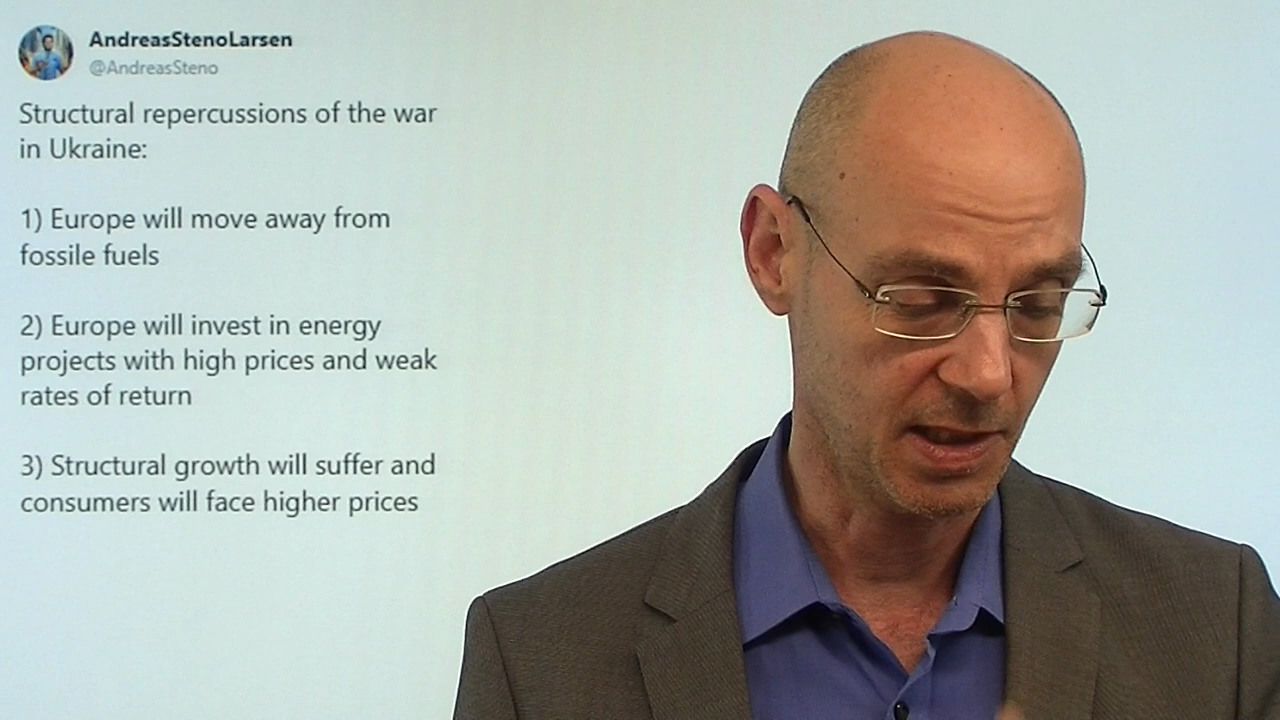 AndreasStenoLarsen
@AndreasSteno
Structural repercussions of the war
in Ukraine:
1) Europe will move away from
fossile fuels
2) Europe will invest in energy
projects with high prices and weak
rates of return
3) Structural growth will suffer and
consumers will face higher prices